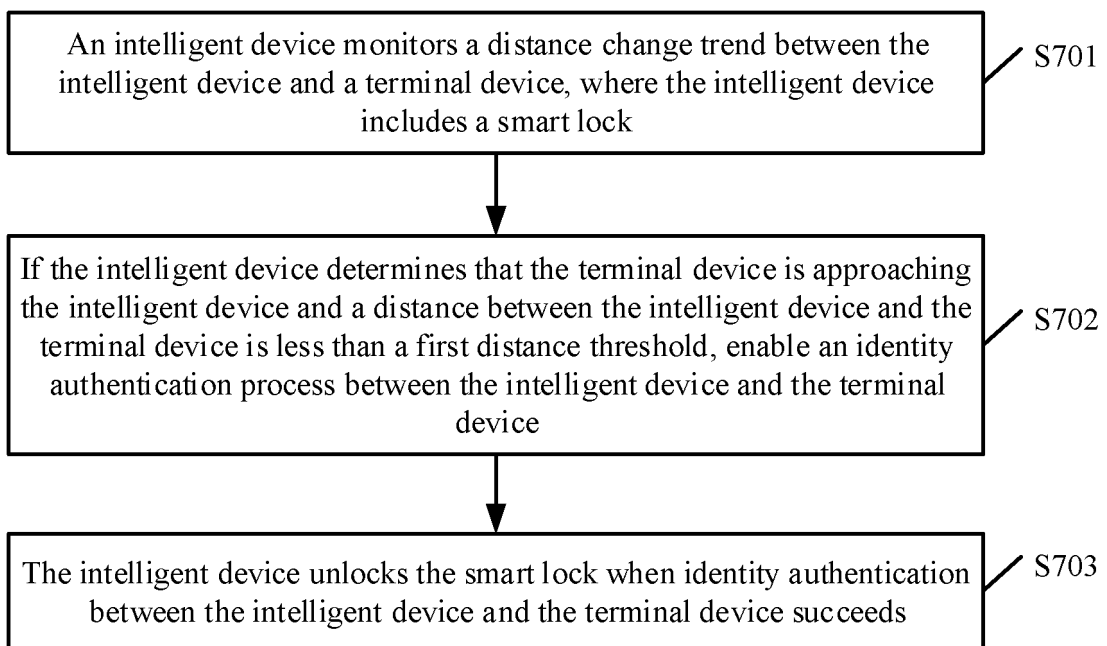 An intelligent device monitors a distance change trend between the
intelligent device and a terminal device, where the intelligent device
includes a smart lock
S701
If the intelligent device determines that the terminal device is approaching
the intelligent device and a distance between the intelligent device and the
terminal device is less than a first distance threshold, enable an identity
authentication process between the intelligent device and the terminal
device
S702
The intelligent device unlocks the smart lock when identity authentication
between the intelligent device and the terminal device succeeds
S703